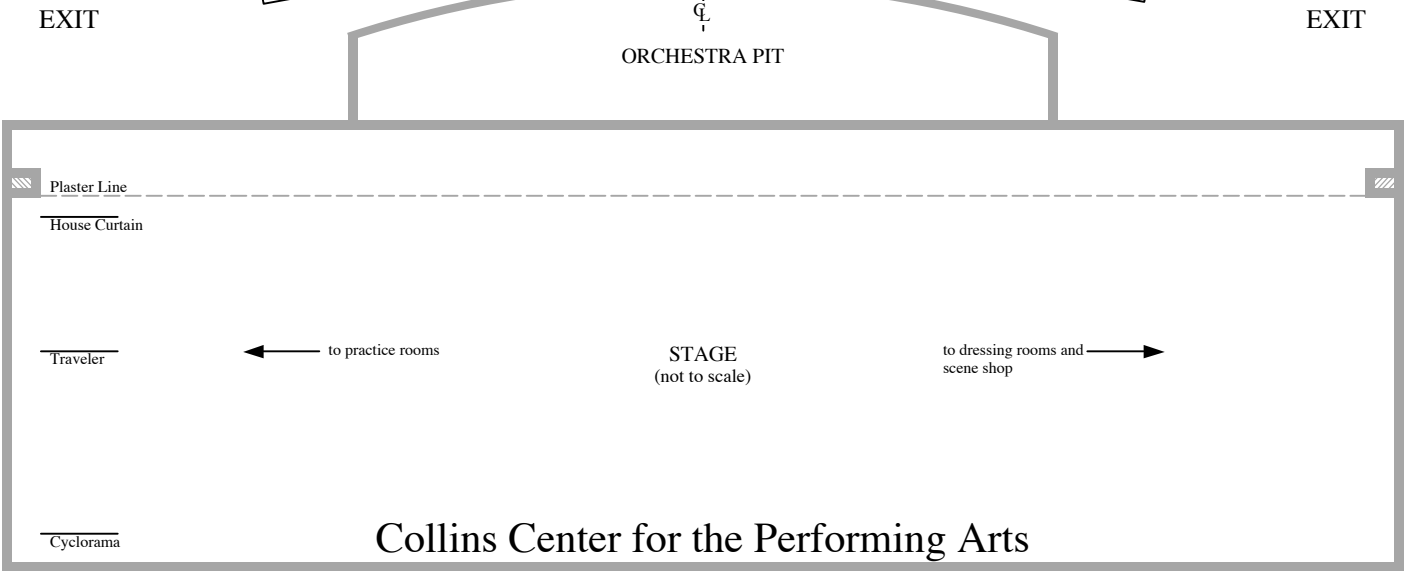 EXIT
℄
EXIT
ORCHESTRA PIT
Plaster Line
House Curtain
Traveler
to practice rooms
STAGE
(not to scale)
to dressing rooms and
scene shop
Cyclorama
Collins Center for the Performing Arts